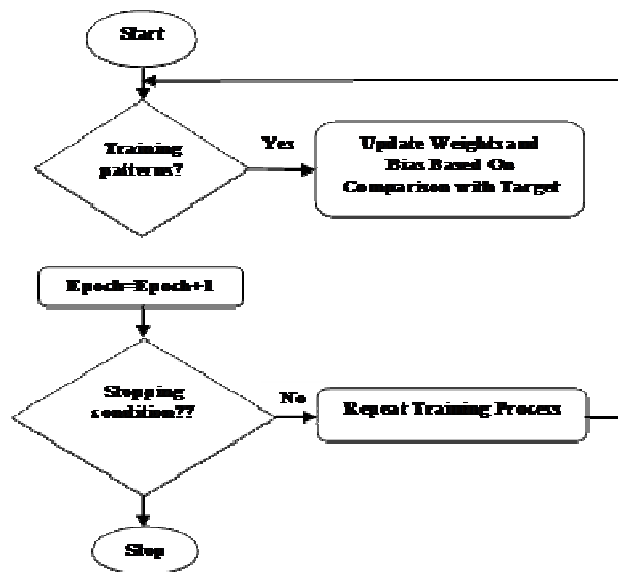 Start
Training
patterns?
Yes
Update Weights and
Bias Based On
Comparison with Target
Epoch=Epoch+1
Stopping
condition??
No
Repeat Training Process
Stop